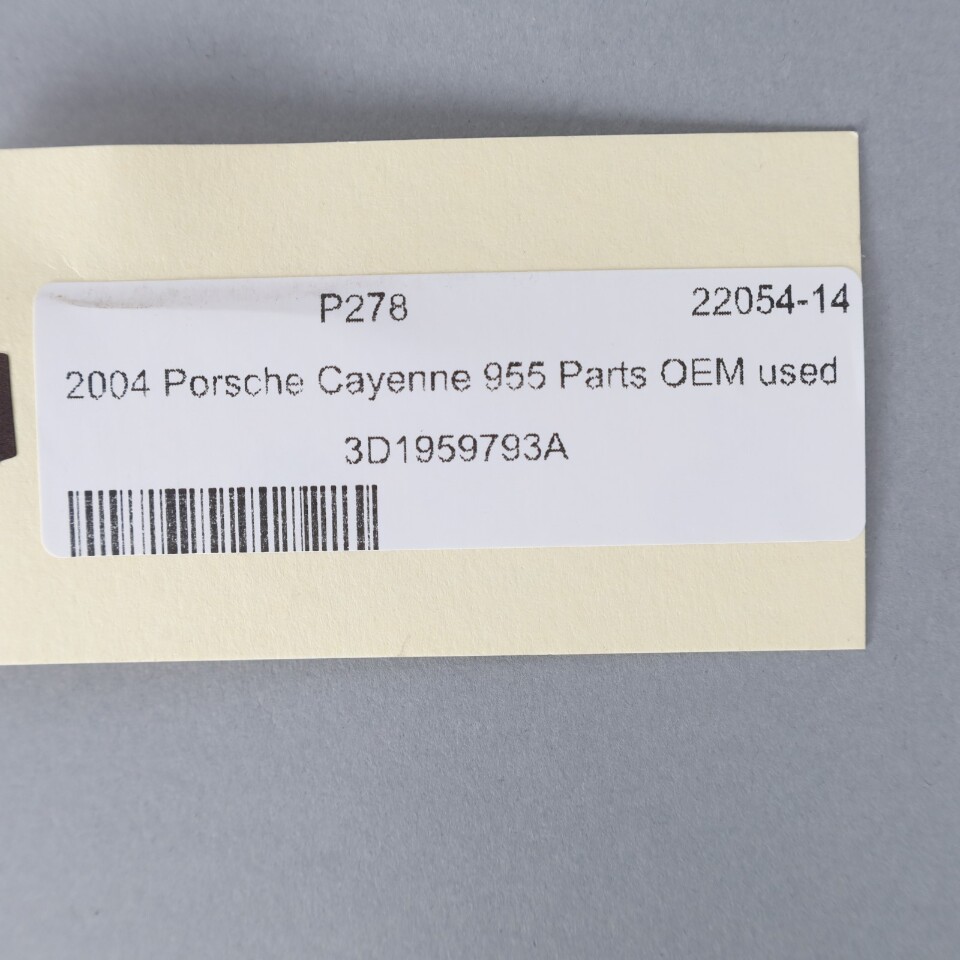 P278 22054-14
2004 Porsche Cayenne 955 Parts OEM used
3D1959793A